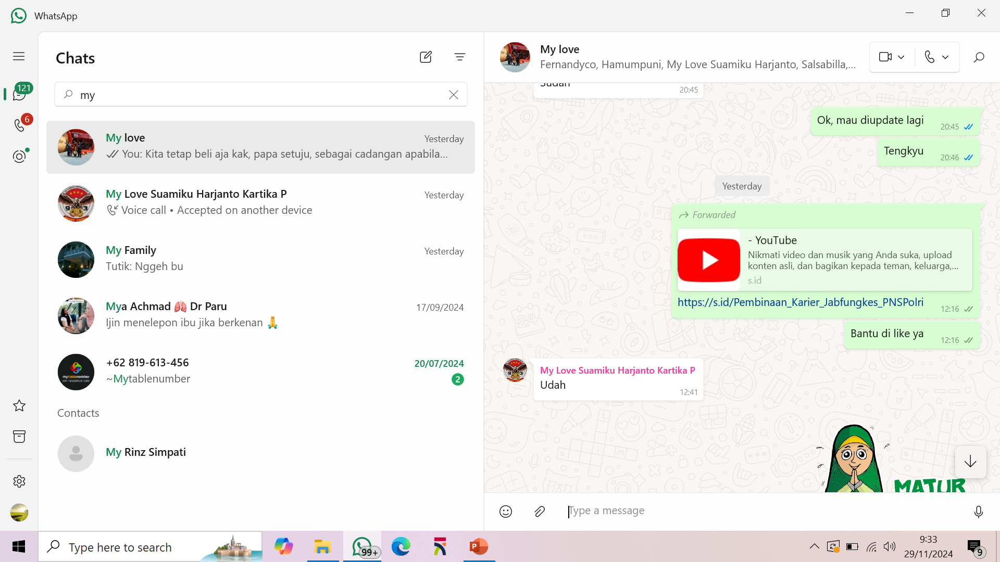 WhatsApp
Chats
121
6
my
My love
Yesterday
You: Kita tetap beli aja kak, papa setuju, sebagai cadangan apabila...
My Love Suamiku Harjanto Kartika P
Yesterday
Voice call • Accepted on another device
My Family
Yesterday
Tutik: Nggeh bu
Mya Achmad 🫁 Dr Paru
17/09/2024
Ijin menelepon ibu jika berkenan 🙏
+62 819-613-456
20/07/2024
~Mytablenumber
2
Contacts
My Rinz Simpati
My love
Fernandyco, Hamumpuni, My Love Suamiku Harjanto, Salsabilla,...
Sudah
20:45
Ok, mau diupdate lagi
20:45
Tengkyu
20:46
Yesterday
Forwarded
- YouTube
Nikmati video dan musik yang Anda suka, upload
konten asli, dan bagikan kepada teman, keluarga,...
s.id
https://s.id/Pembinaan_Karier_Jabfungkes_PNSPolri
12:16
Bantu di like ya
12:16
My Love Suamiku Harjanto Kartika P
Udah
12:41
MATUR
Type a message
Type here to search
99+
9:33
29/11/2024
9